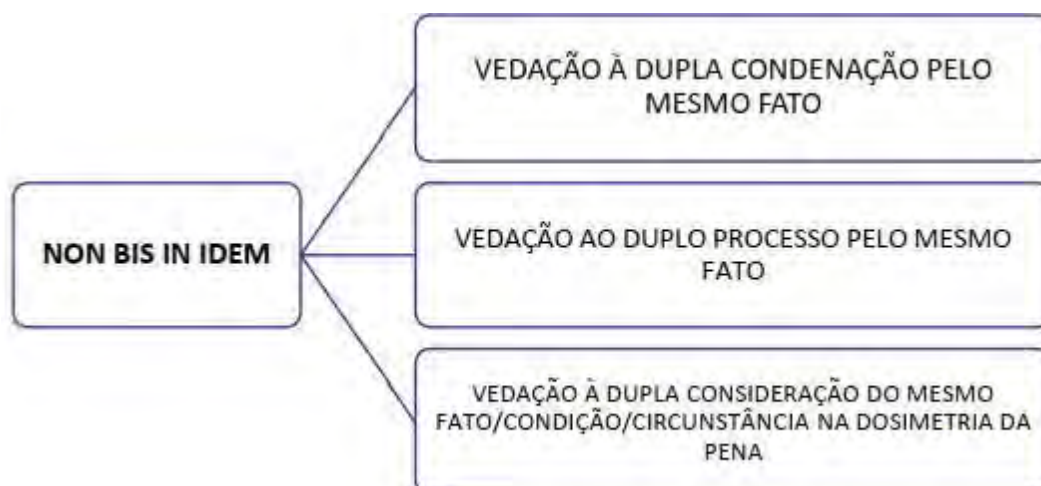 VEDAÇÃO À DUPLA CONDENAÇÃO PELO
MESMO FATO
NON BIS IN IDEM
VEDAÇÃO AO DUPLO PROCESSO PELO MESMO
FATO
VEDAÇÃO À DUPLA CONSIDERAÇÃO DO MESMO
FATO/CONDIÇÃO/CIRCUNSTÂNCIA NA DOSIMETRIA DA
PENA